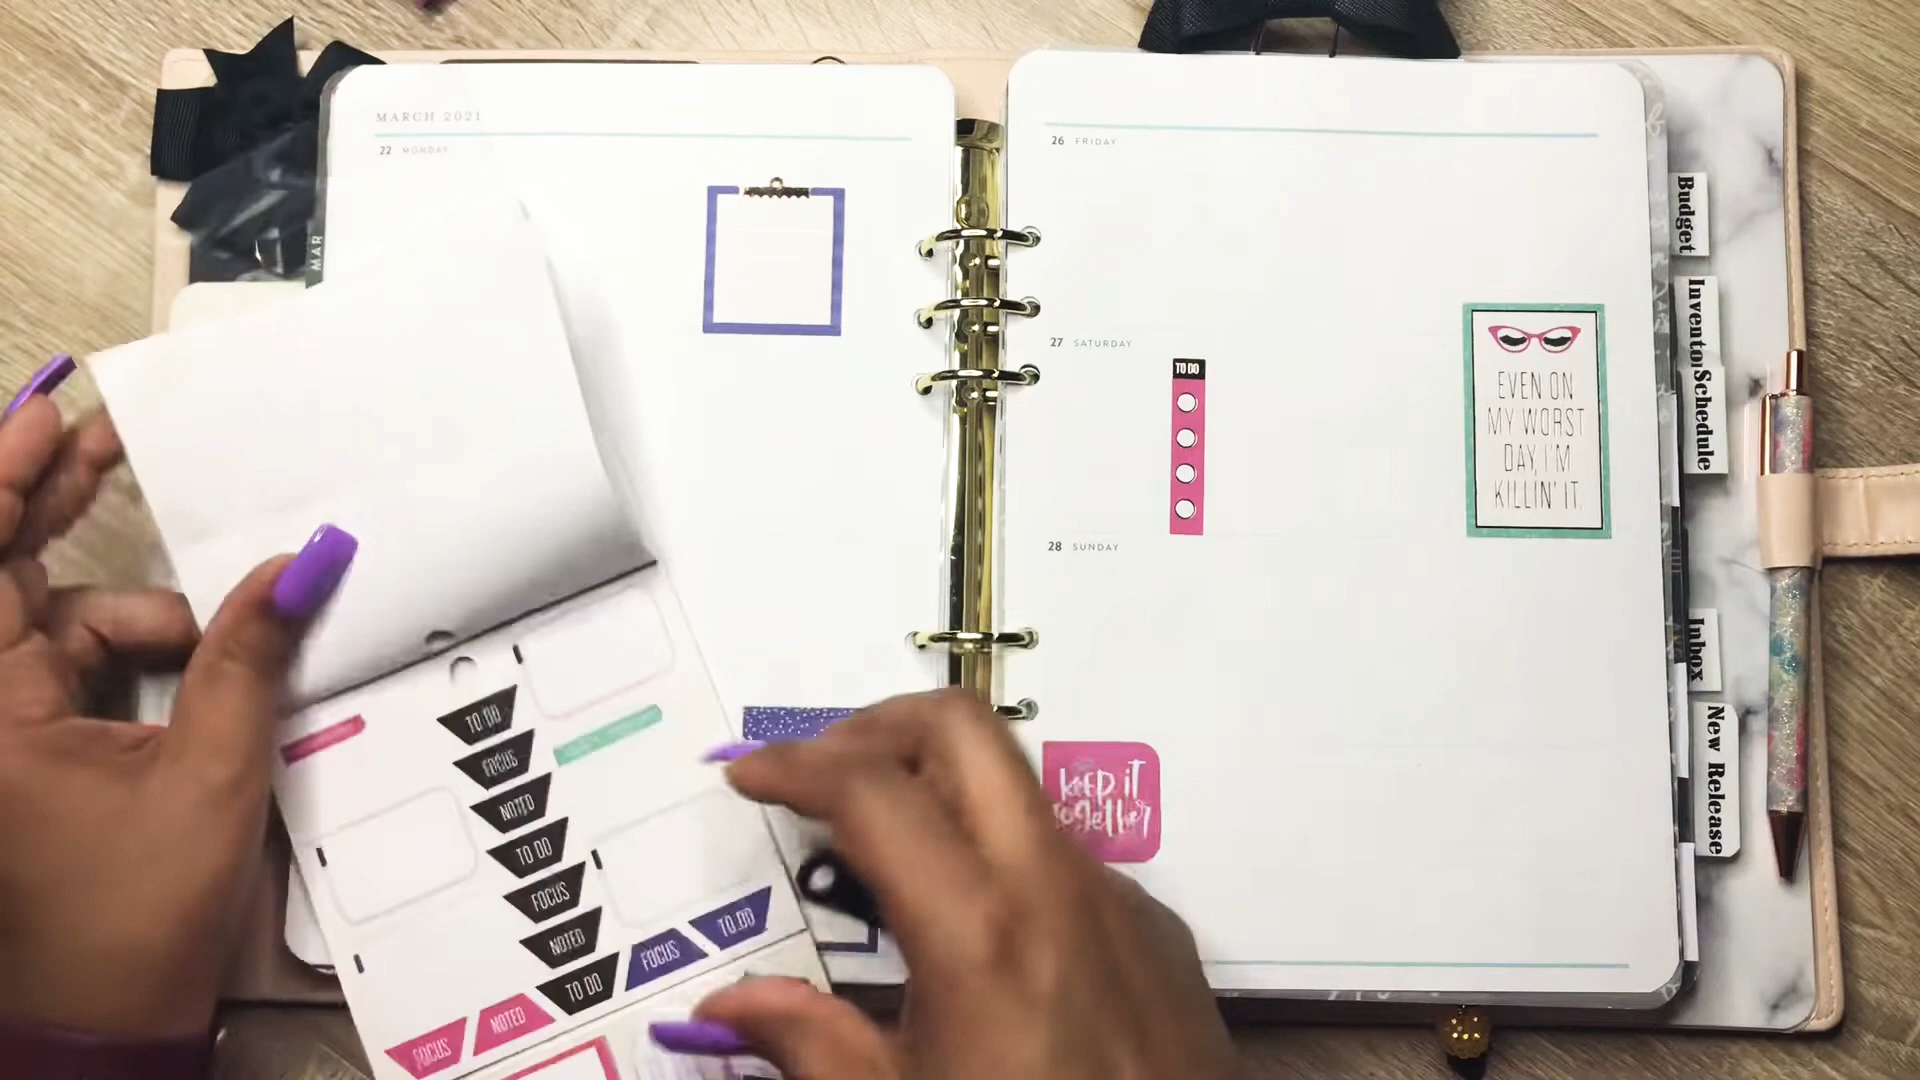 MARCH 2021
22 MONDAY
MAR
26 FRIDAY
27 SATURDAY
TO DO
EVEN ON
MY WORST
DAY, I'M
KILLIN' IT.
28 SUNDAY
keep it
together
TO DO
FOCUS
NOTED
TO DO
FOCUS
NOTED
TO DO
FOCUS
NOTED
FOCUS
TO DO
Budget
Schedule
Inbox
New Release